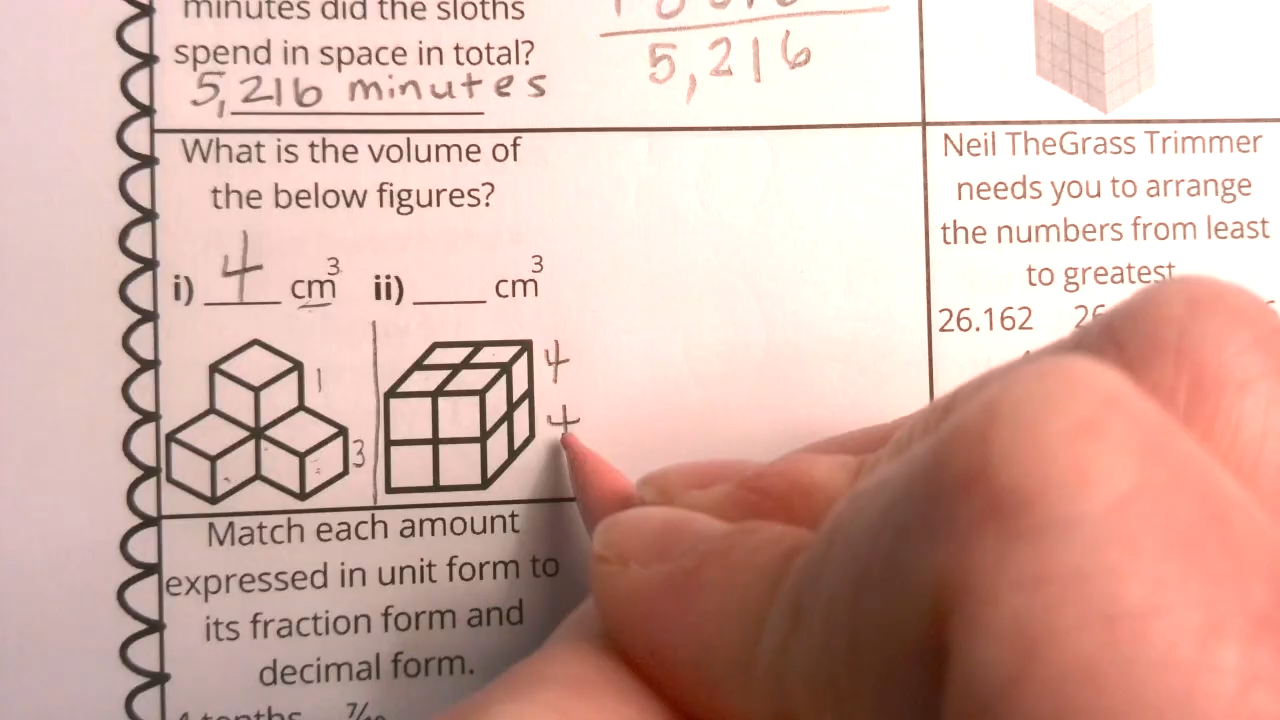 minutes did the sloths
spend in space in total?
5,216 minutes
5,216
What is the volume of
the below figures?
i) 4 cm³ ii) ____ cm³
1
3
4
4
Match each amount
expressed in unit form to
its fraction form and
decimal form.
Neil TheGrass Trimmer
needs you to arrange
the numbers from least
to greatest
26.162